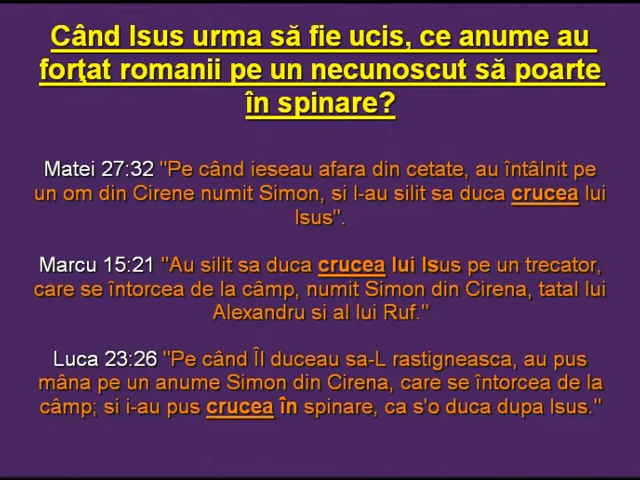 Când Isus urma să fie ucis, ce anume au
forţat romanii pe un necunoscut să poarte
în spinare?
Matei 27:32 "Pe când ieseau afara din cetate, au întâlnit pe
un om din Cirene numit Simon, si l-au silit sa duca crucea lui
Isus".
Marcu 15:21 "Au silit sa duca crucea lui Isus pe un trecator,
care se întorcea de la câmp, numit Simon din Cirena, tatal lui
Alexandru si al lui Ruf."
Luca 23:26 "Pe când Îl duceau sa-L rastigneasca, au pus
mâna pe un anume Simon din Cirena, care se întorcea de la
câmp; si i-au pus crucea în spinare, ca s'o duca dupa Isus."